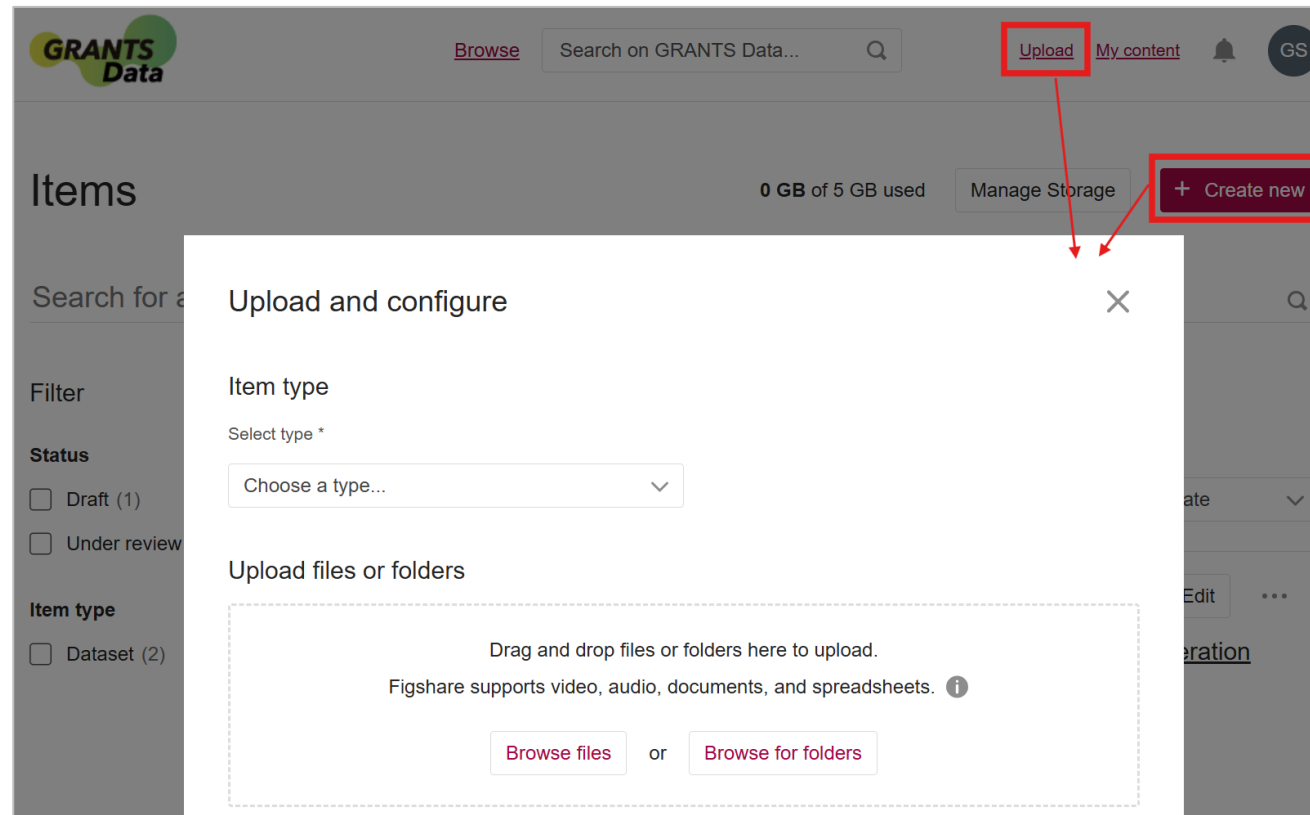 GRANTS
Data
Browse
Search on GRANTS Data...
Upload
My content
GS
Items
0 GB of 5 GB used
Manage Storage
+ Create new
Search for a
Upload and configure
Filter
Item type
Select type *
Status
Choose a type...
Draft (1)
ate
Under review
Upload files or folders
Item type
Edit
Dataset (2)
Drag and drop files or folders here to upload.
eration
Figshare supports video, audio, documents, and spreadsheets.
Browse files
or
Browse for folders